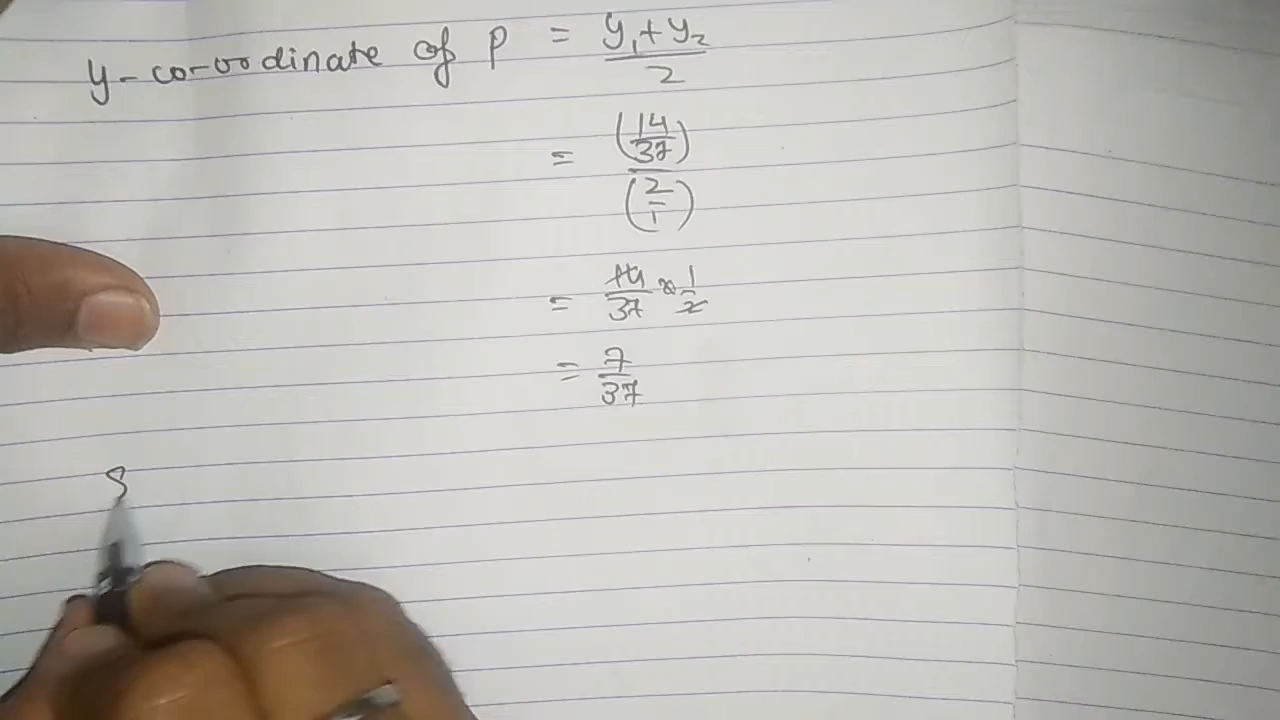 y-co-ordinate of P = y₁+y₂/2
= (14/37)/(2/1)
= 14/37 × 1/2
= 7/37
S